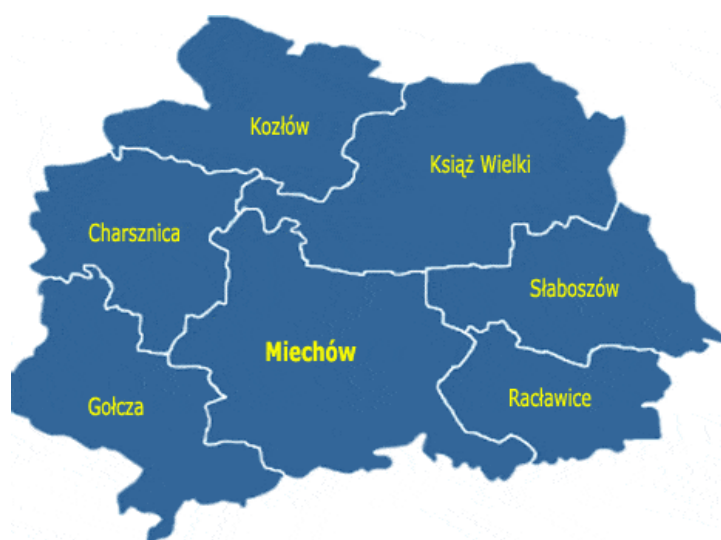 Kozłów
Książ Wielki
Charsznica
Słaboszów
Miechów
Racławice
Gołcza